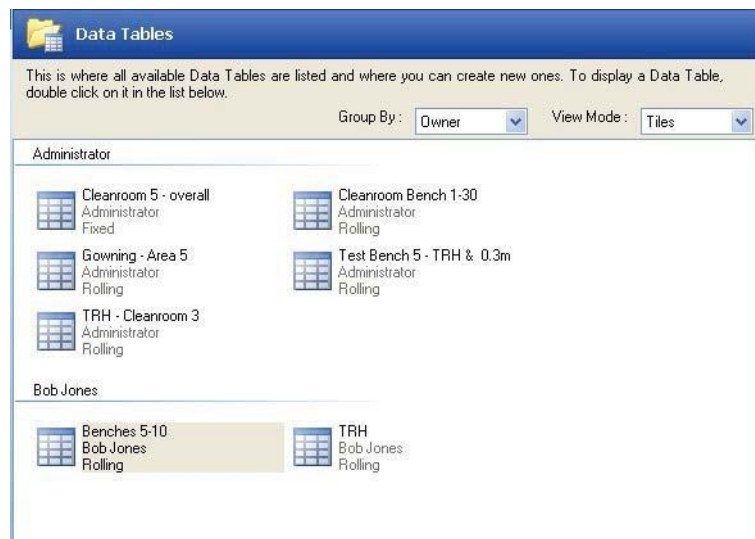 Data Tables
This is where all available Data Tables are listed and where you can create new ones. To display a Data Table,
double click on it in the list below.
Group By : Owner View Mode : Tiles
Administrator
Cleanroom 5 - overall
Administrator
Fixed
Cleanroom Bench 1-30
Administrator
Rolling
Gowning - Area 5
Administrator
Rolling
Test Bench 5 - TRH & 0.3m
Administrator
Rolling
TRH - Cleanroom 3
Administrator
Rolling
Bob Jones
Benches 5-10
Bob Jones
Rolling
TRH
Bob Jones
Rolling